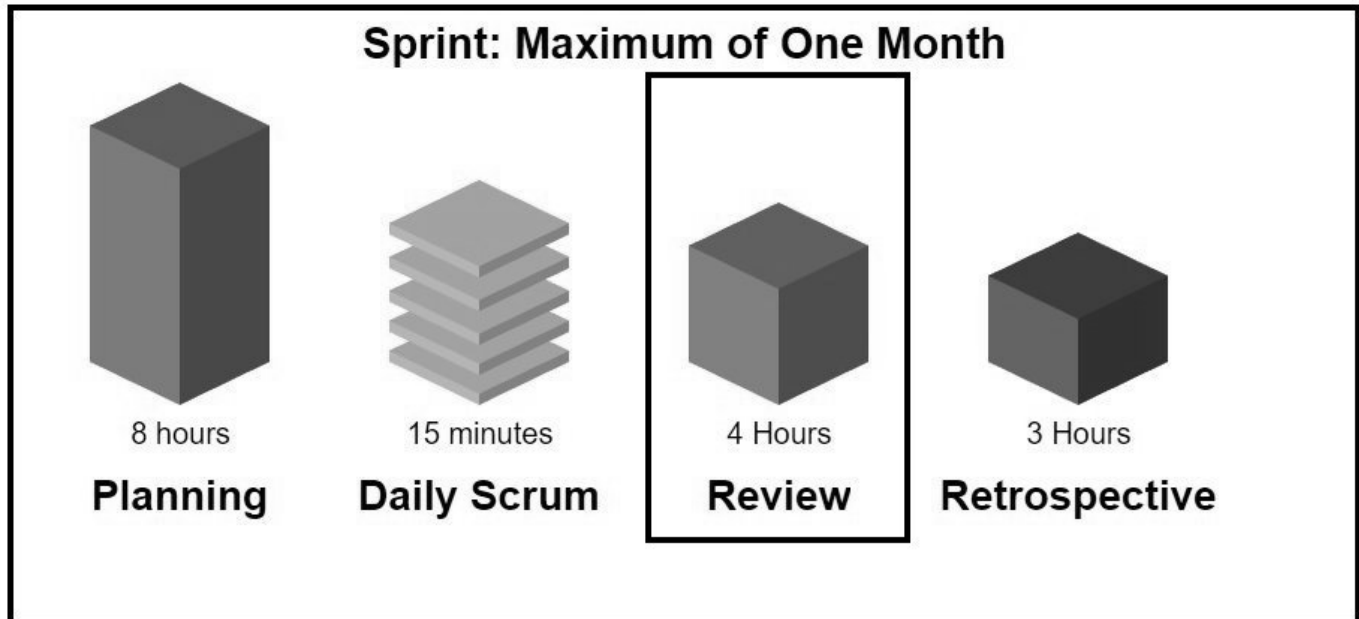 Sprint: Maximum of One Month
8 hours
Planning
15 minutes
Daily Scrum
4 Hours
Review
3 Hours
Retrospective